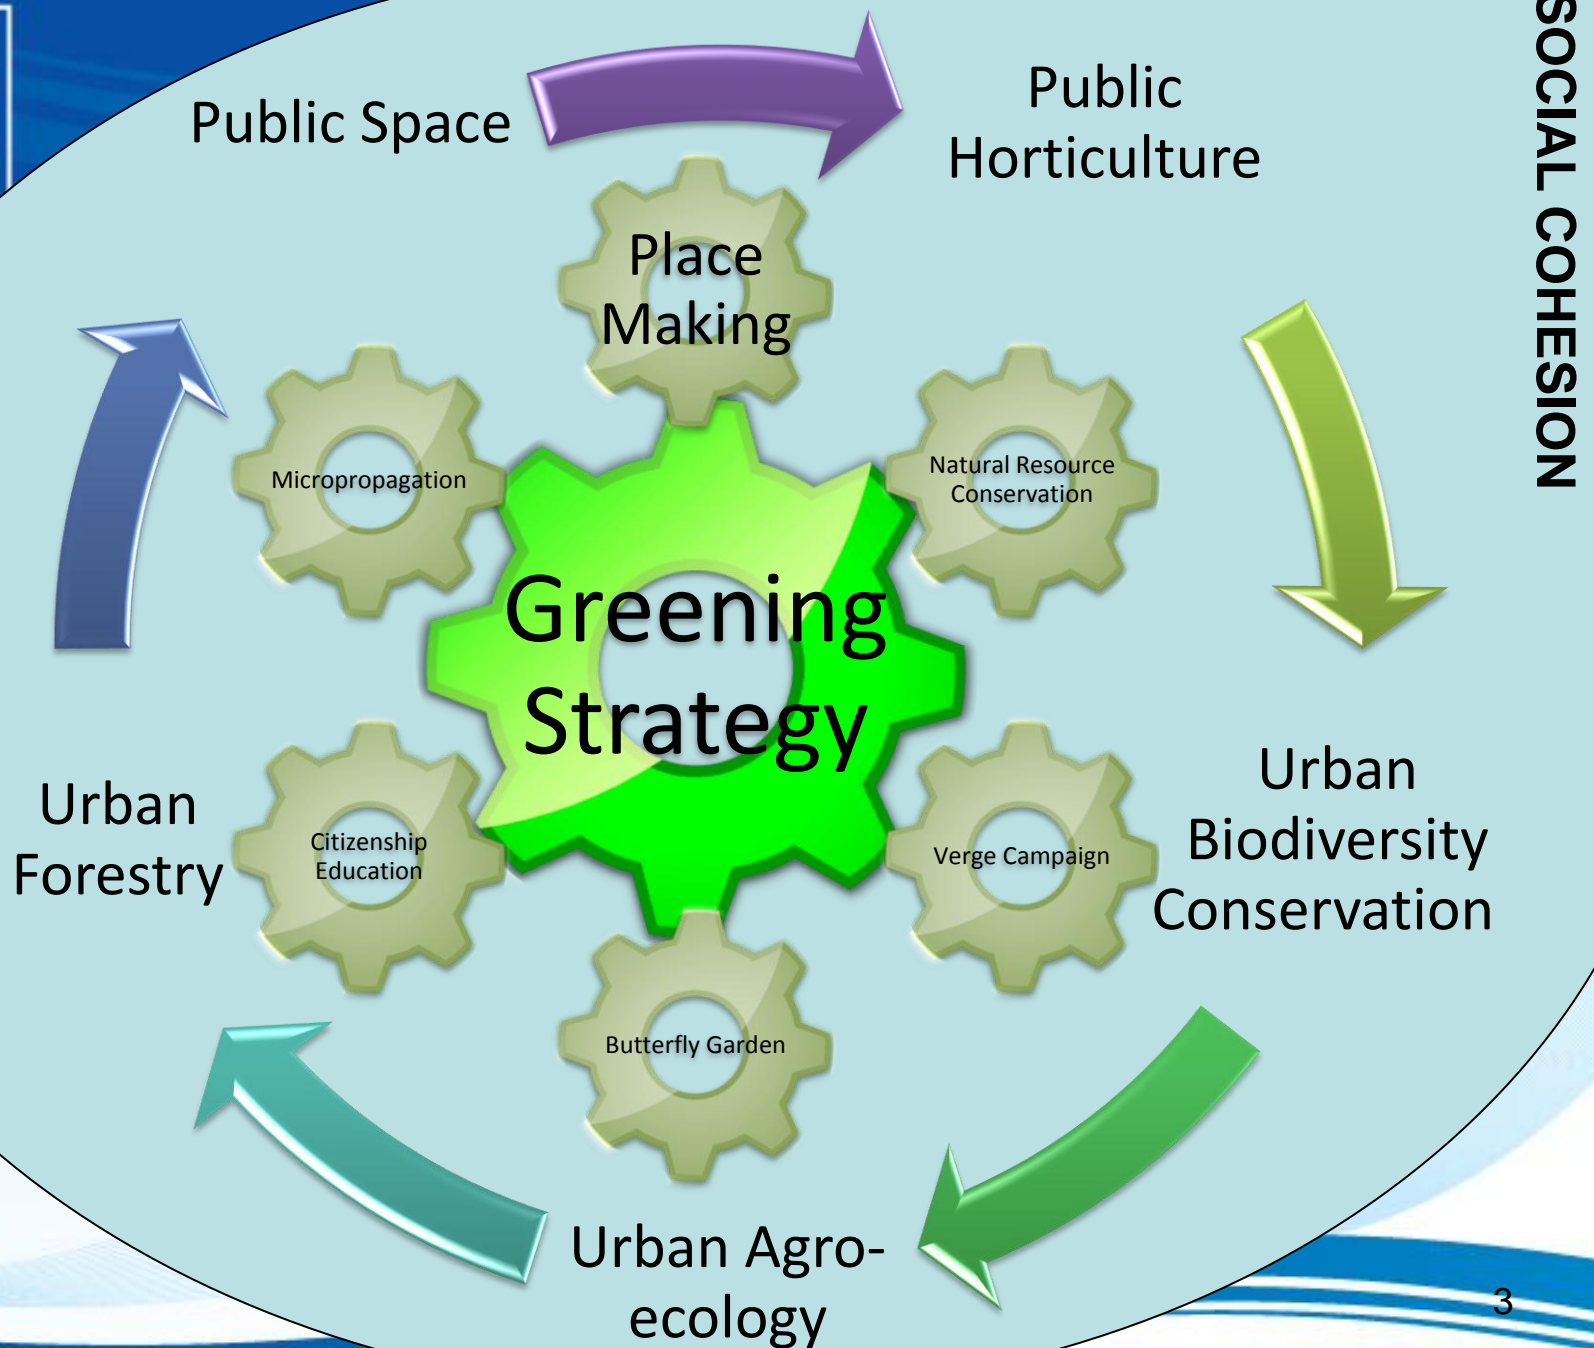 Public Space
Public
Horticulture
SOCIAL COHESION
Place
Making
Micropropagation
Natural Resource
Conservation
Greening
Strategy
Urban
Forestry
Citizenship
Education
Verge Campaign
Urban
Biodiversity
Conservation
Butterfly Garden
Urban Agro-
ecology
3